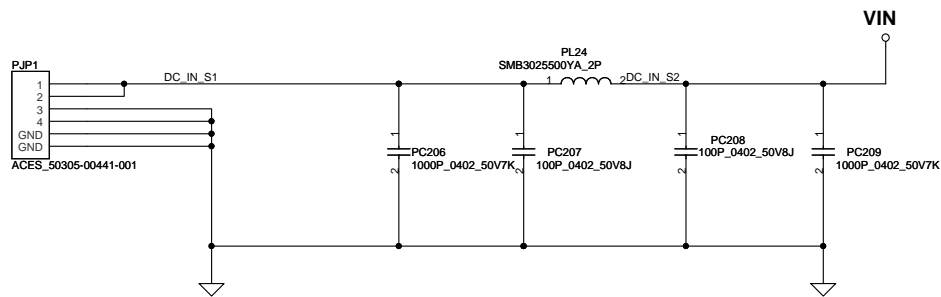 VIN
PL24
SMB3025500YA_2P
PJP1
DC_IN_S1
1
2
DC_IN_S2
1
2
3
4
GND
GND
ACES_50305-00441-001
1
2
PC206
1000P_0402_50V7K
1
2
PC207
100P_0402_50V8J
1
2
PC208
100P_0402_50V8J
1
2
PC209
1000P_0402_50V7K